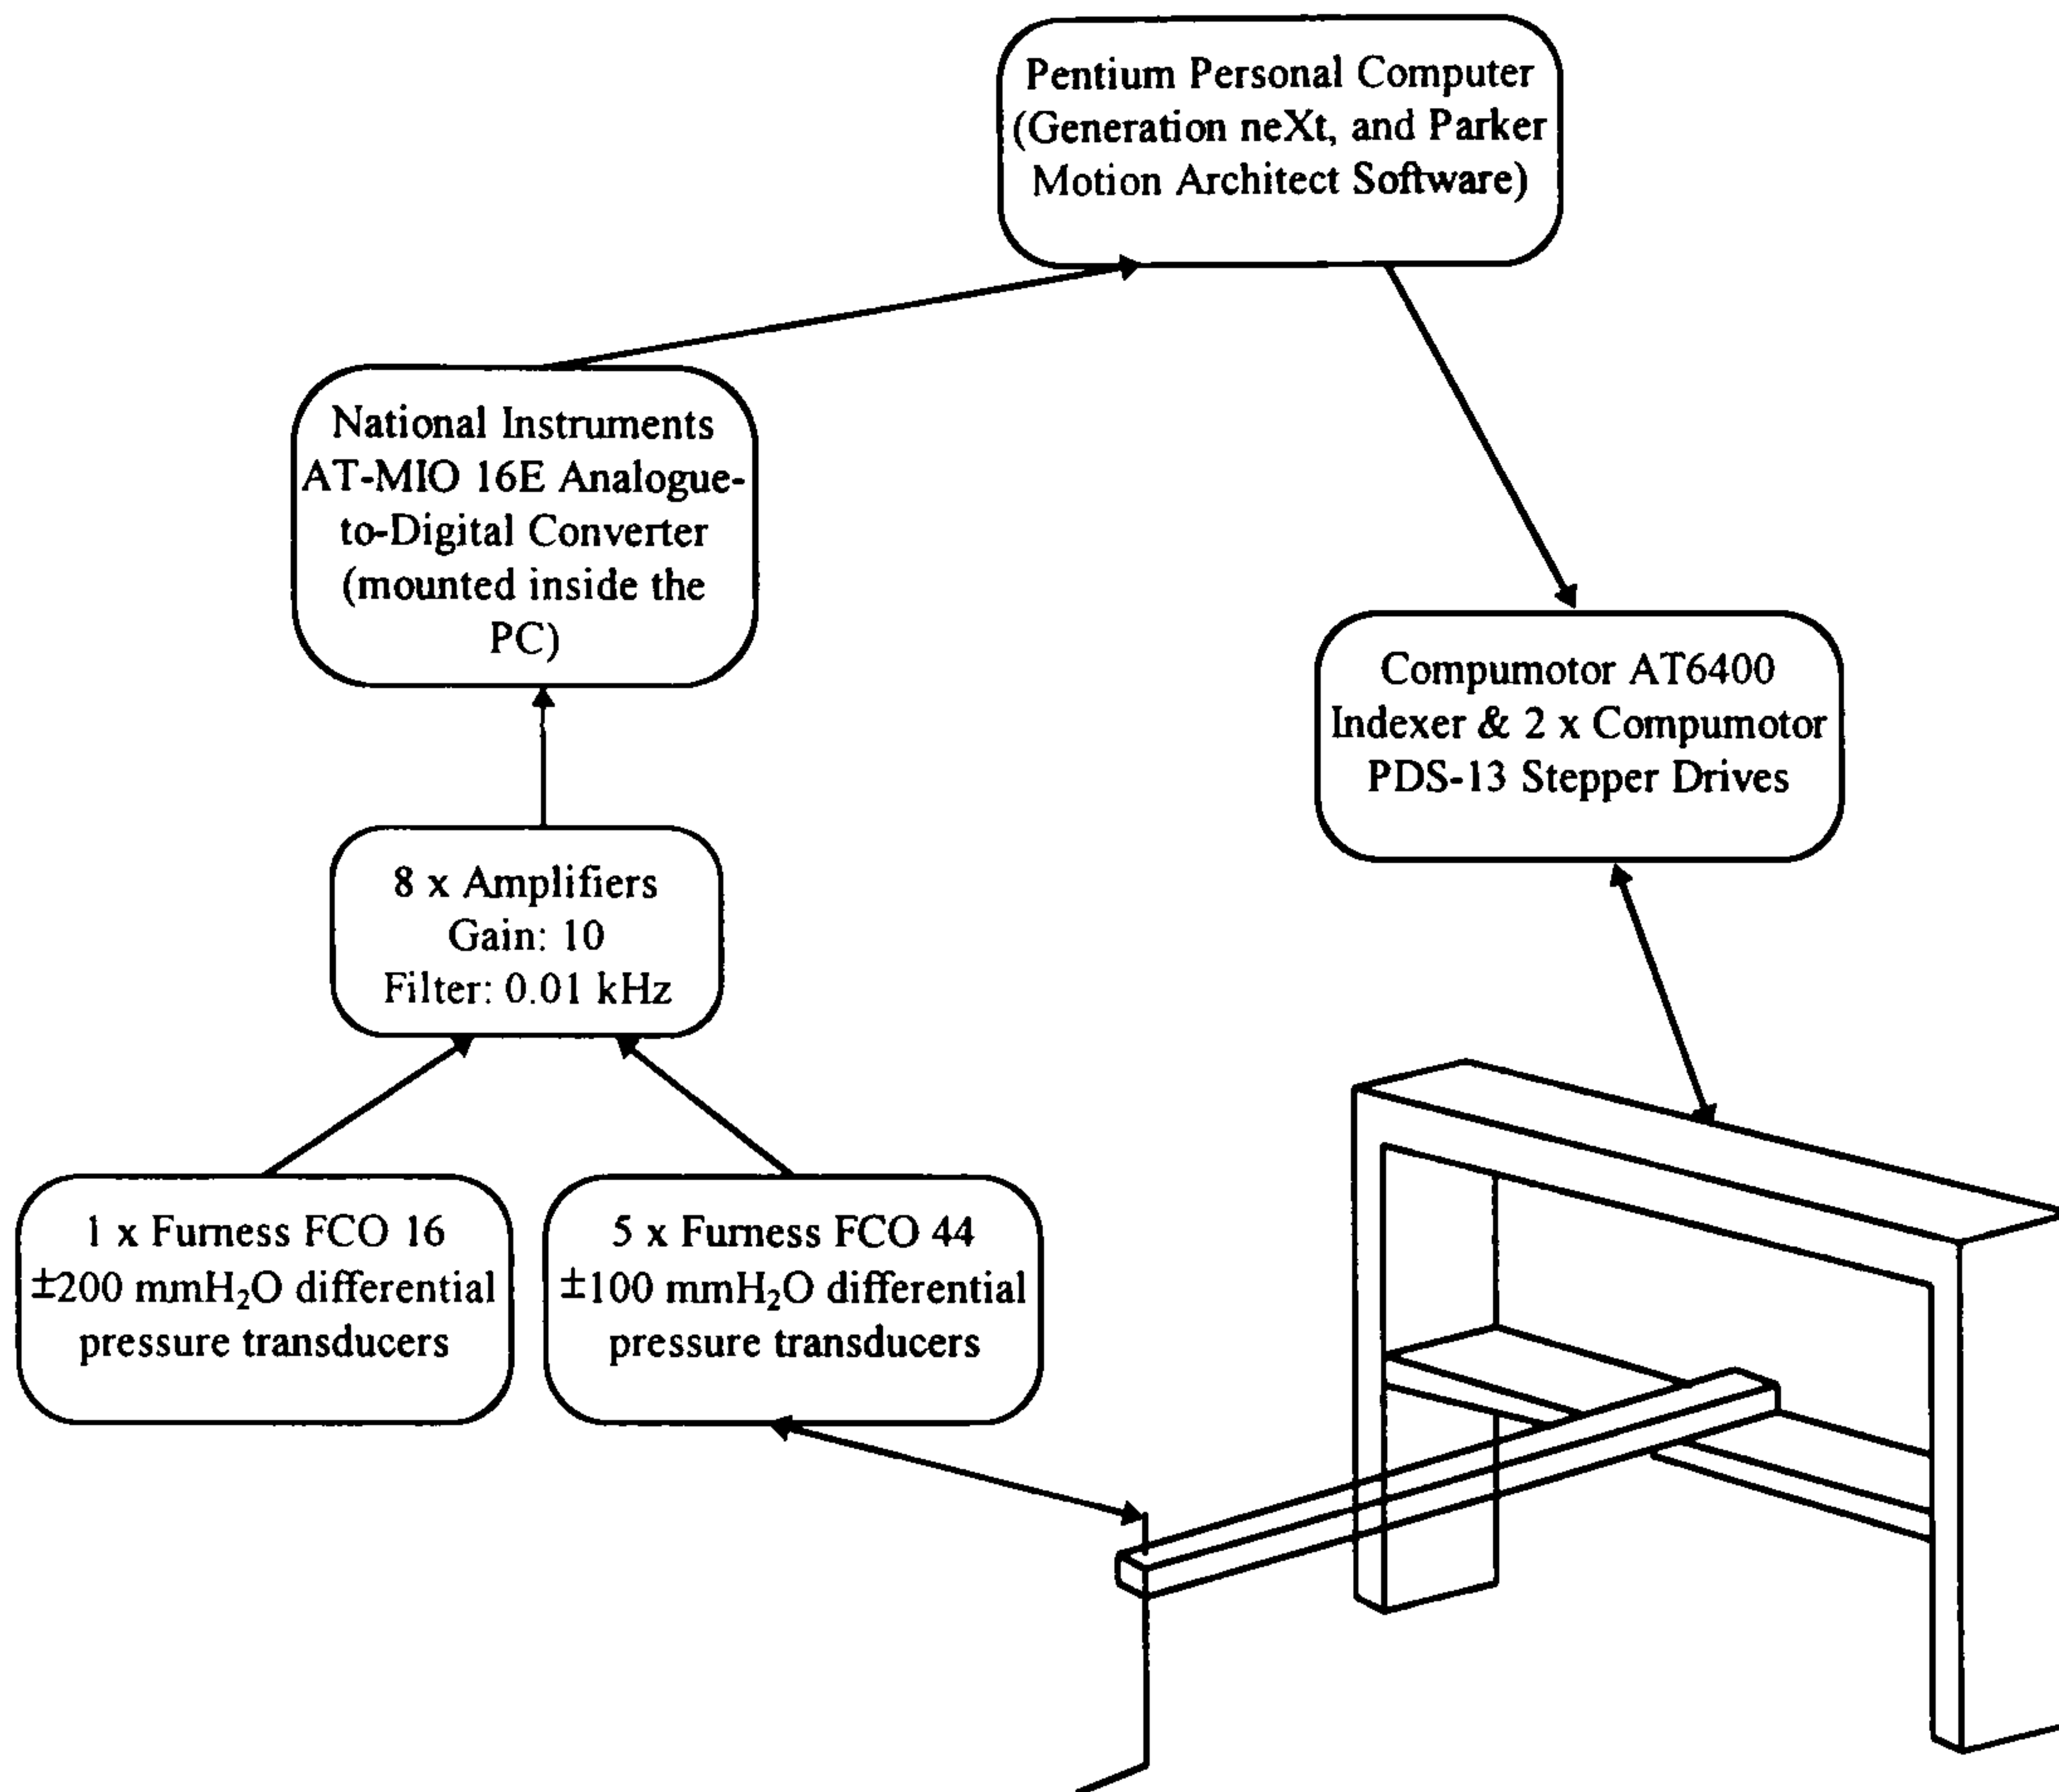 Pentium Personal Computer
(Generation neXt, and Parker
Motion Architect Software)
National Instruments
AT-MIO 16E Analogue-
to-Digital Converter
(mounted inside the
PC)
Compumotor AT6400
Indexer & 2 x Compumotor
PDS-13 Stepper Drives
8 x Amplifiers
Gain: 10
Filter: 0.01 kHz
1 x Furness FCO 16
±200 mmH₂O differential
pressure transducers
5 x Furness FCO 44
±100 mmH₂O differential
pressure transducers